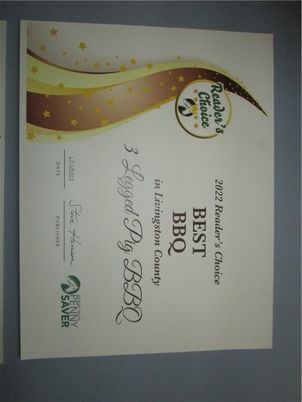 Reader's
Choice
2022 Reader's Choice
BEST
BBQ
in Livingston County
3 Legged Pig BBQ
DATE
PUBLISHER
PENNY
SAVER